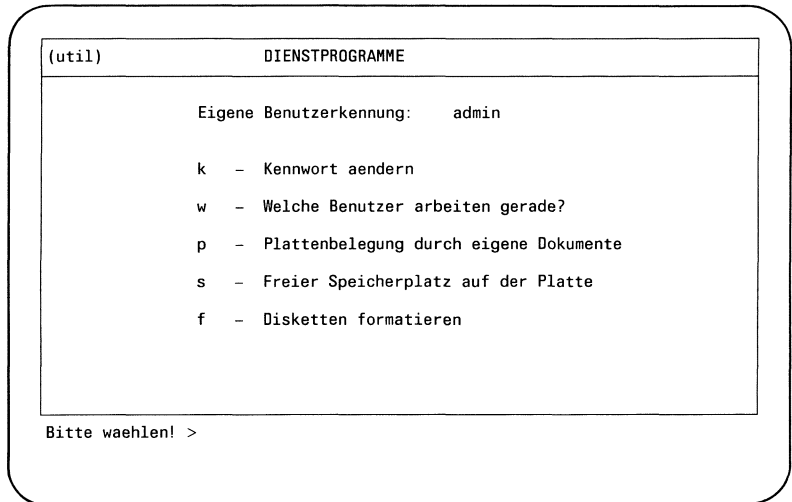 (util) DIENSTPROGRAMME
Eigene Benutzerkennung: admin
k – Kennwort aendern
w – Welche Benutzer arbeiten gerade?
p – Plattenbelegung durch eigene Dokumente
s – Freier Speicherplatz auf der Platte
f – Disketten formatieren
Bitte waehlen! >